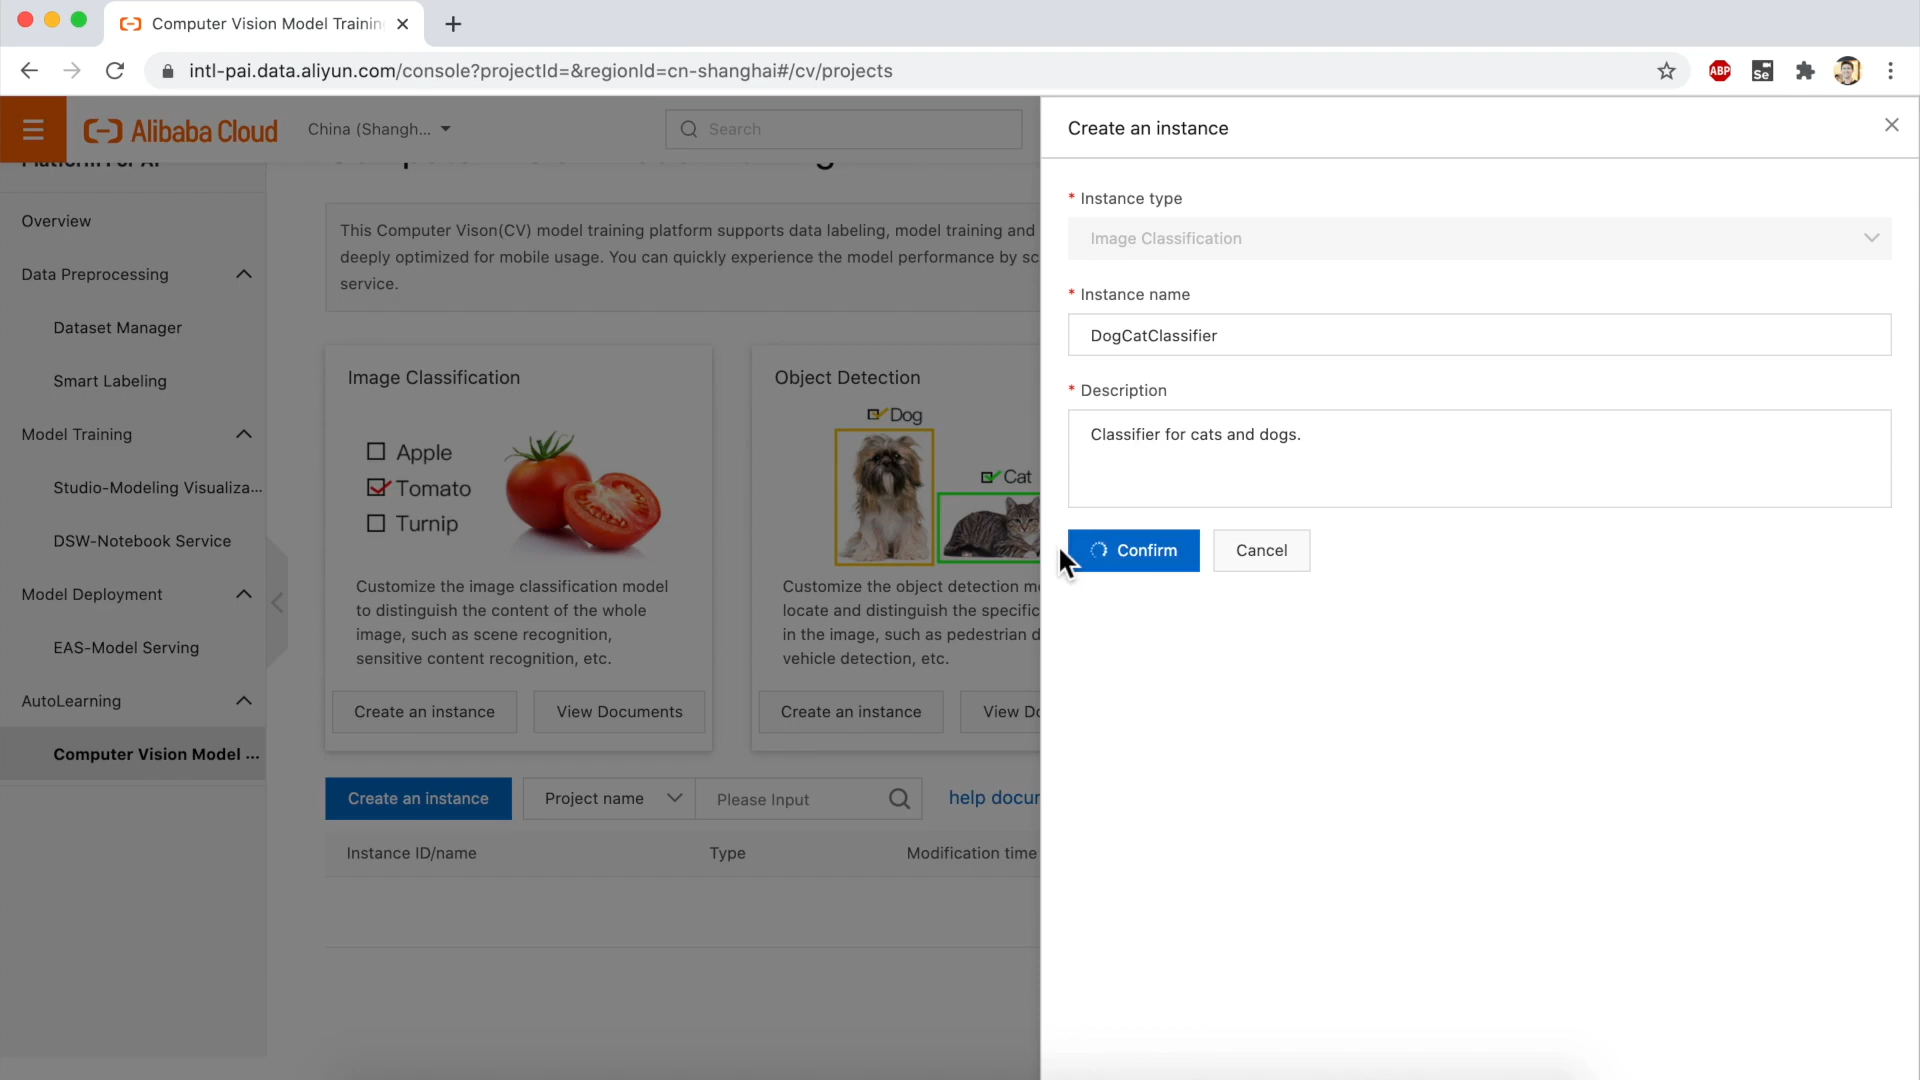 Computer Vision Model Trainin
intl-pai.data.aliyun.com/console?projectId=&regionId=cn-shanghai#/cv/projects
ABP
Se
Alibaba Cloud
China (Shangh...
Search
Overview
Data Preprocessing
Dataset Manager
Smart Labeling
Model Training
Studio-Modeling Visualiza...
DSW-Notebook Service
Model Deployment
EAS-Model Serving
AutoLearning
Computer Vision Model ...
This Computer Vison(CV) model training platform supports data labeling, model training and
deeply optimized for mobile usage. You can quickly experience the model performance by sc
service.
Image Classification
Apple
Tomato
Turnip
Customize the image classification model
to distinguish the content of the whole
image, such as scene recognition,
sensitive content recognition, etc.
Create an instance
View Documents
Object Detection
Dog
Cat
Customize the object detection m
locate and distinguish the specific
in the image, such as pedestrian d
vehicle detection, etc.
Create an instance
View Do
Create an instance
Project name
Please Input
help docu
Instance ID/name
Type
Modification time
Create an instance
* Instance type
Image Classification
* Instance name
DogCatClassifier
* Description
Classifier for cats and dogs.
Confirm
Cancel